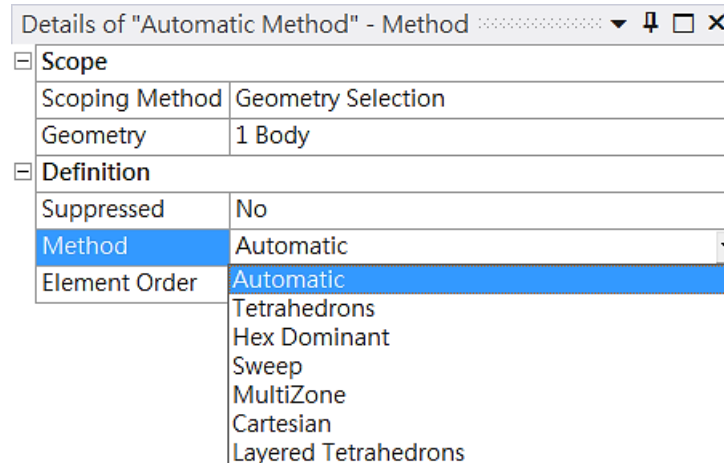 Details of "Automatic Method" - Method
Scope
Scoping Method Geometry Selection
Geometry 1 Body
Definition
Suppressed No
Method Automatic
Element Order Automatic
Tetrahedrons
Hex Dominant
Sweep
MultiZone
Cartesian
Layered Tetrahedrons